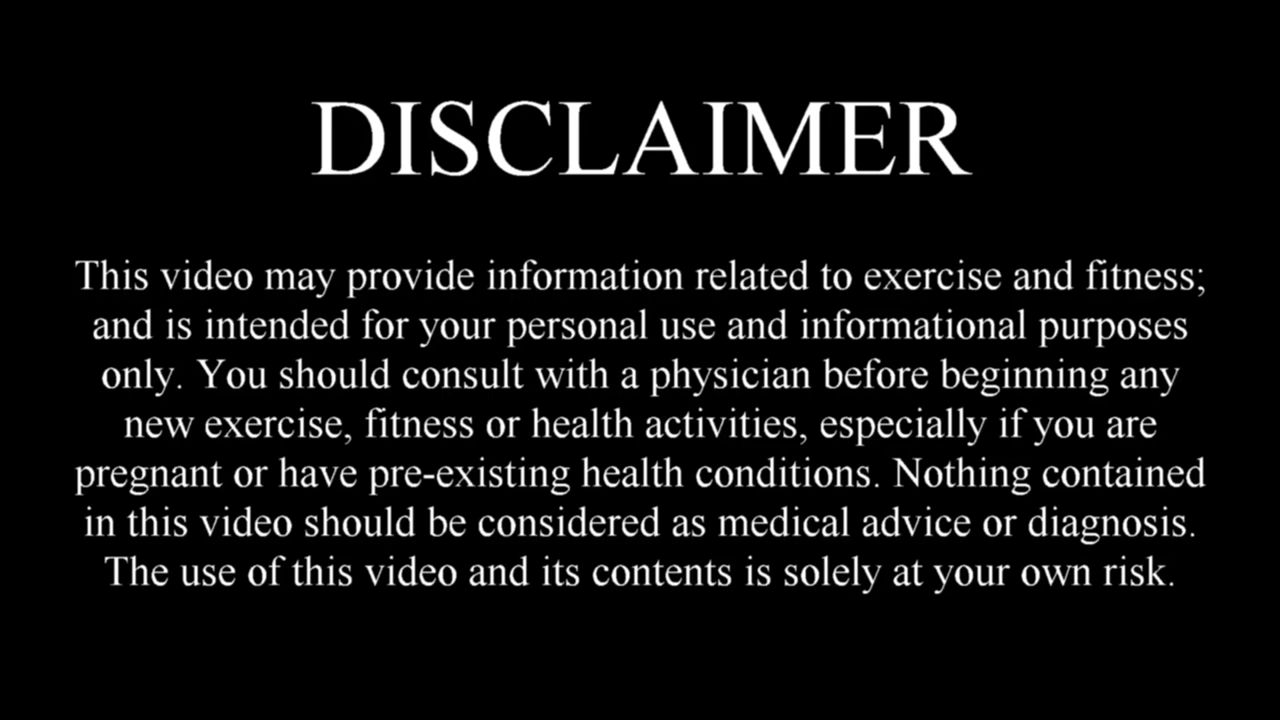 DISCLAIMER
This video may provide information related to exercise and fitness;
and is intended for your personal use and informational purposes
only. You should consult with a physician before beginning any
new exercise, fitness or health activities, especially if you are
pregnant or have pre-existing health conditions. Nothing contained
in this video should be considered as medical advice or diagnosis.
The use of this video and its contents is solely at your own risk.